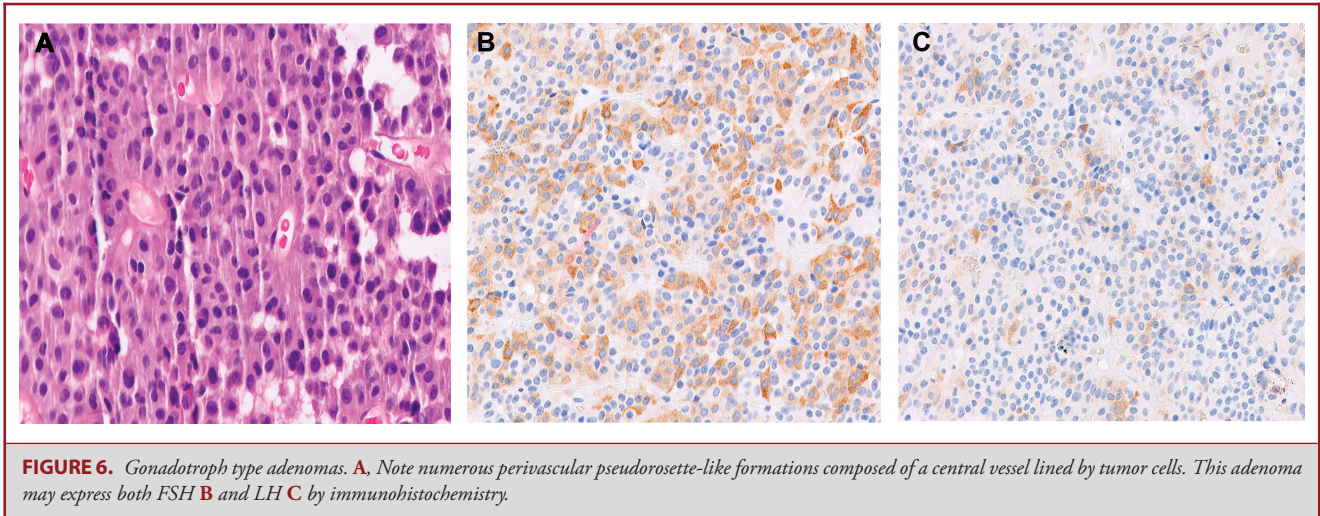 A
B
C
FIGURE 6. Gonadotroph type adenomas. A, Note numerous perivascular pseudorosette-like formations composed of a central vessel lined by tumor cells. This adenoma
may express both FSH B and LH C by immunohistochemistry.